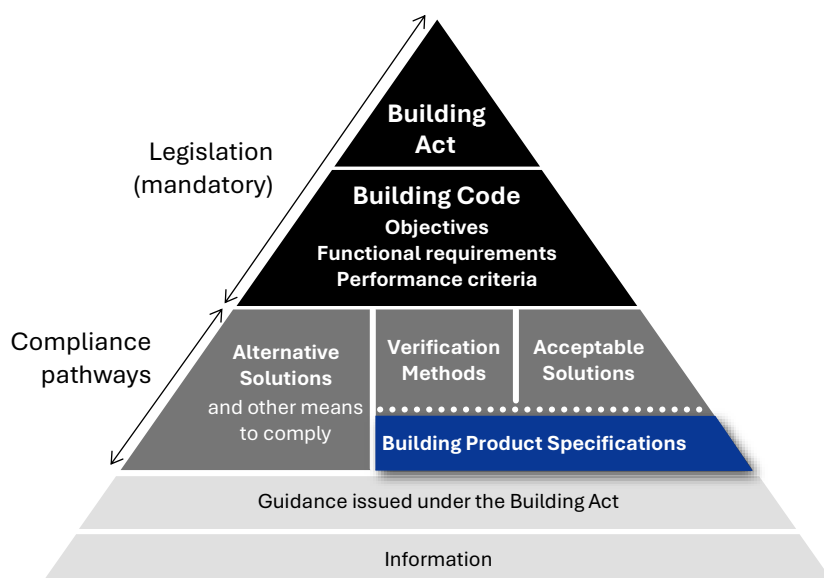 Building
Act
Legislation
(mandatory)
Building Code
Objectives
Functional requirements
Performance criteria
Compliance
pathways
Alternative
Solutions
and other means
to comply
Verification
Methods
Acceptable
Solutions
Building Product Specifications
Guidance issued under the Building Act
Information